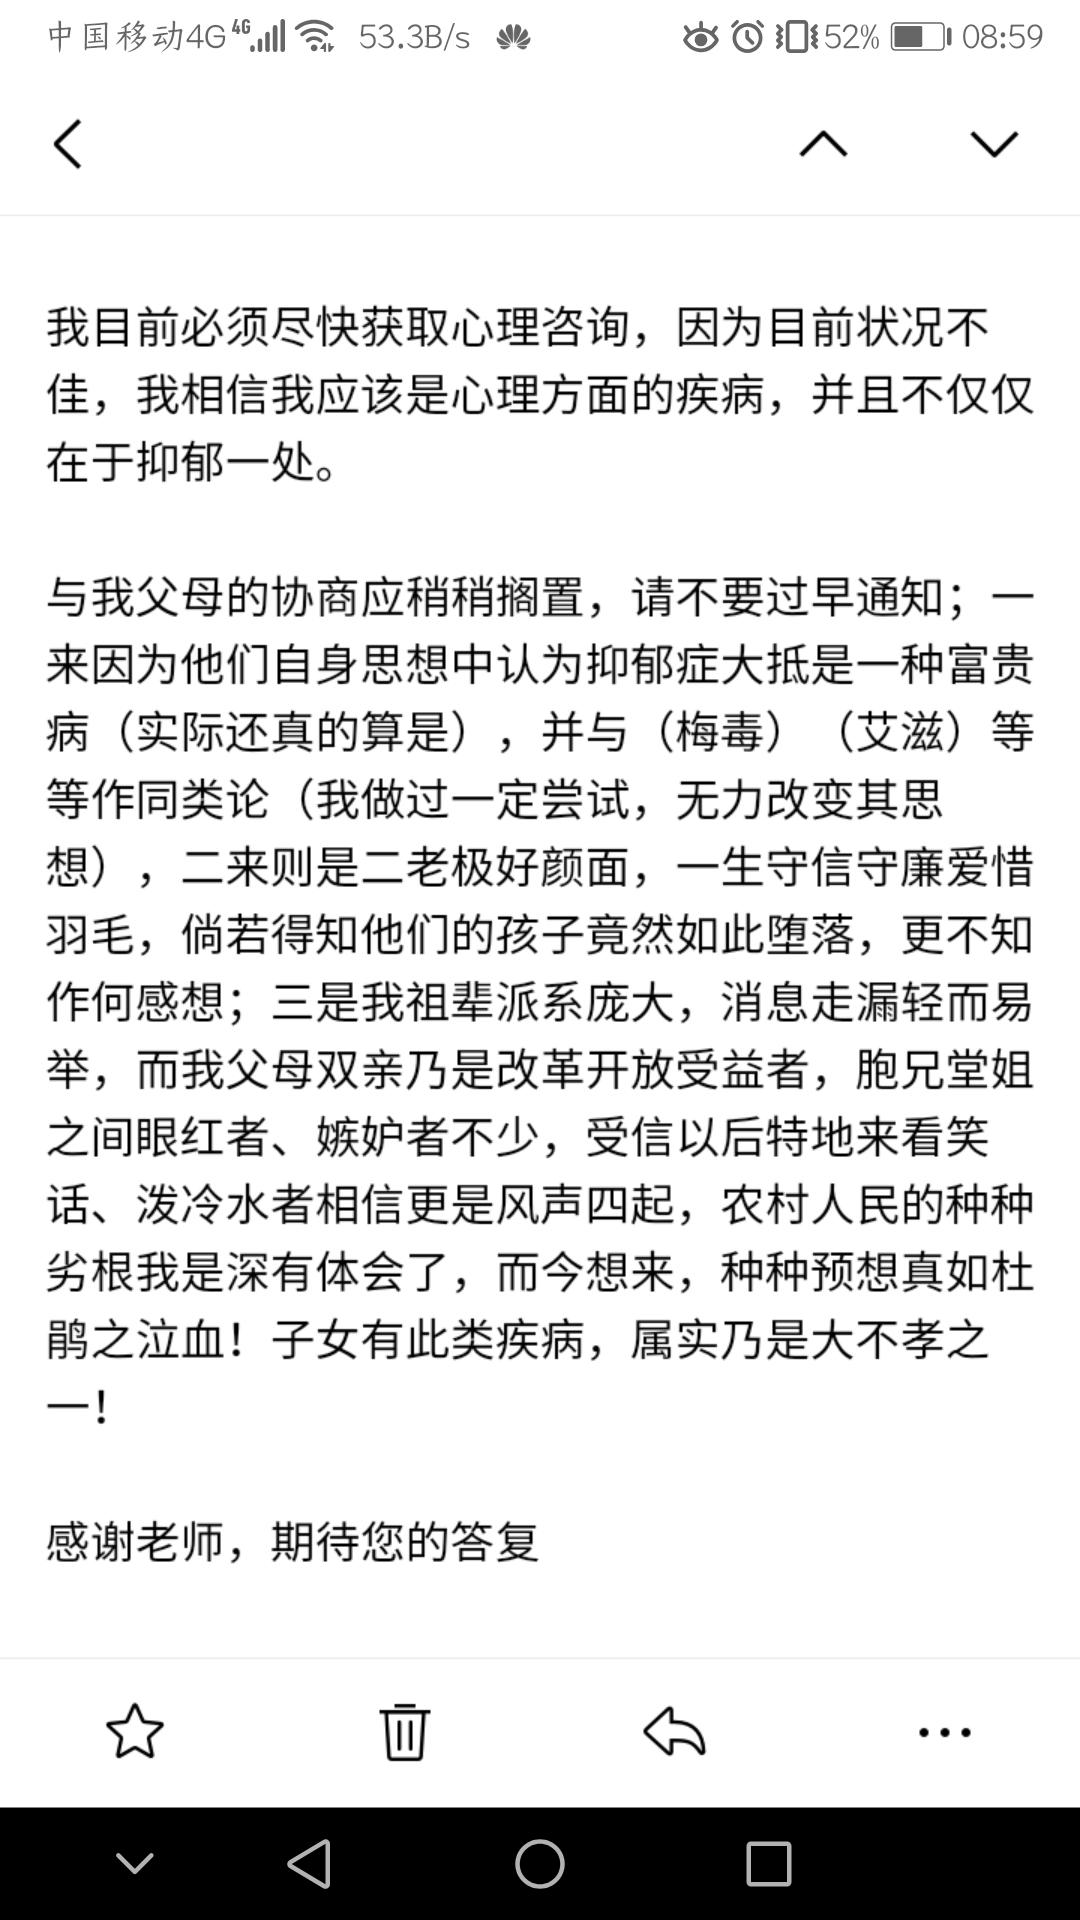 中国移动4G 4G 53.3B/s 52% 08:59
我目前必须尽快获取心理咨询，因为目前状况不
佳，我相信我应该是心理方面的疾病，并且不仅仅
在于抑郁一处。
与我父母的协商应稍稍搁置，请不要过早通知；一
来因为他们自身思想中认为抑郁症大抵是一种富贵
病（实际还真的算是），并与（梅毒）（艾滋）等
等作同类论（我做过一定尝试，无力改变其思
想），二来则是二老极好颜面，一生守信守廉爱惜
羽毛，倘若得知他们的孩子竟然如此堕落，更不知
作何感想；三是我祖辈派系庞大，消息走漏轻而易
举，而我父母双亲乃是改革开放受益者，胞兄堂姐
之间眼红者、嫉妒者不少，受信以后特地来看笑
话、泼冷水者相信更是风声四起，农村人民的种种
劣根我是深有体会了，而今想来，种种预想真如杜
鹃之泣血！子女有此类疾病，属实乃是大不孝之
一！
感谢老师，期待您的答复